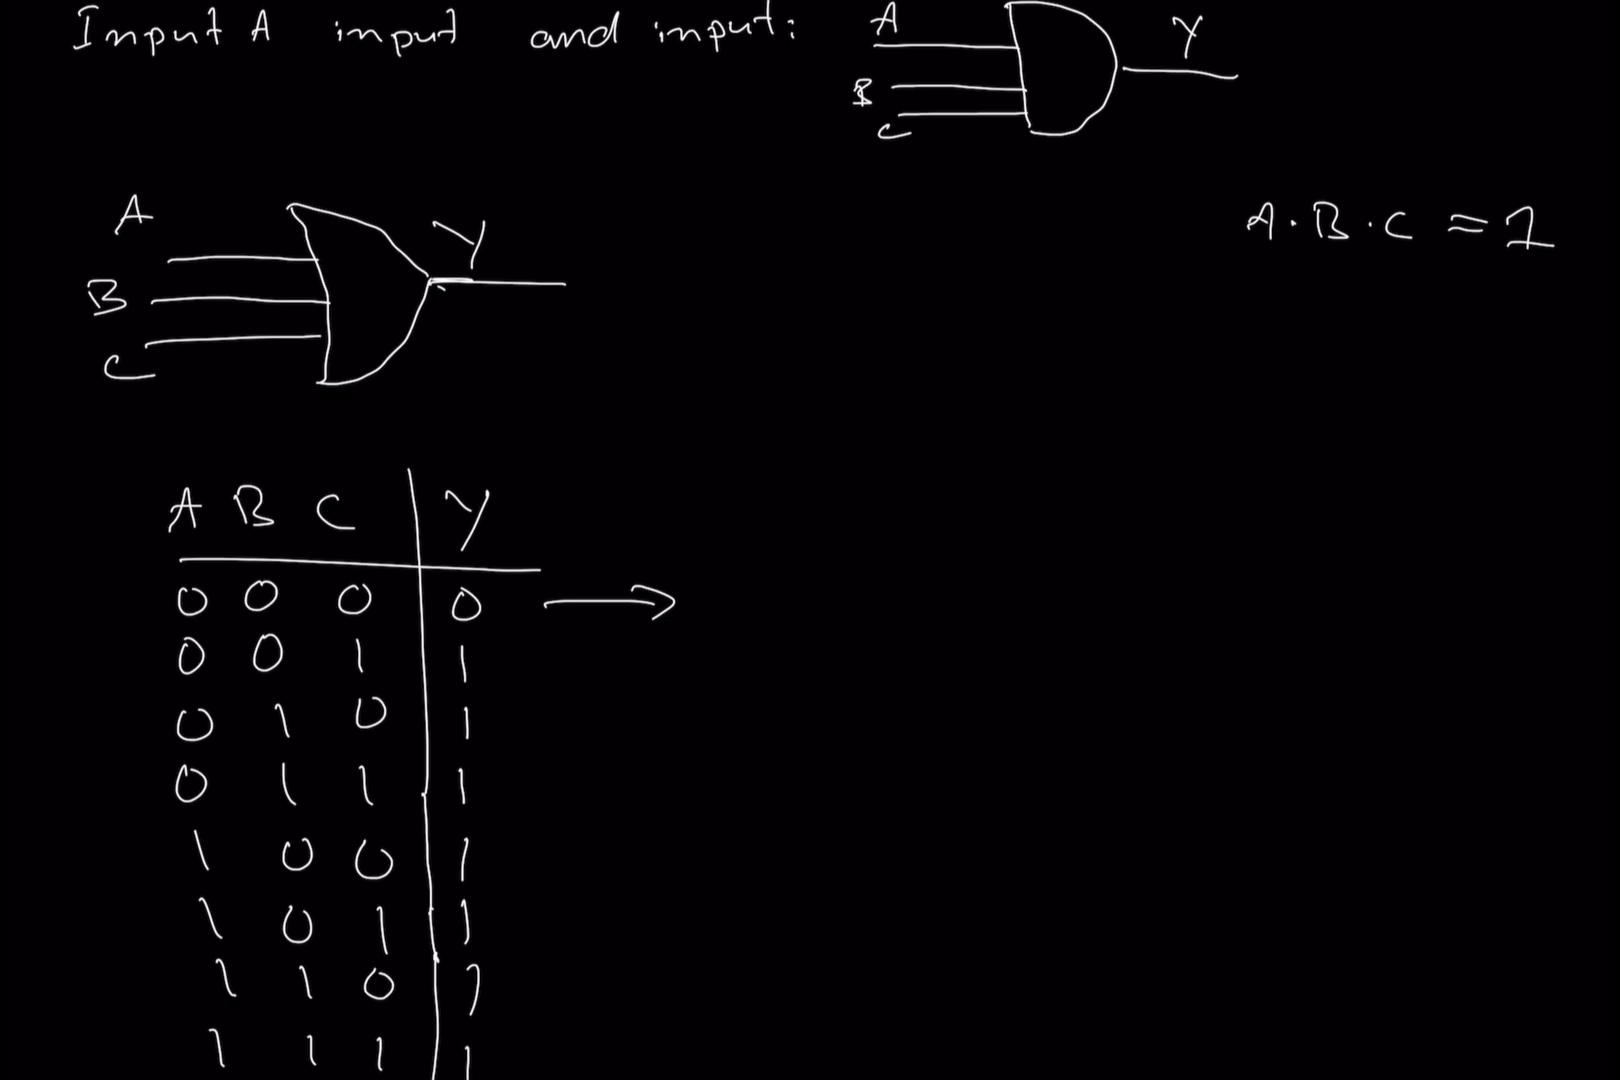 Input A input and input:
A
Y
B
C
A
Y
A.B.C = 1
B
C
A B C Y
0 0 0 0
0 0 1 1
0 1 0 1
0 1 1 1
1 0 0 1
1 0 1 1
1 1 0 1
1 1 1 1